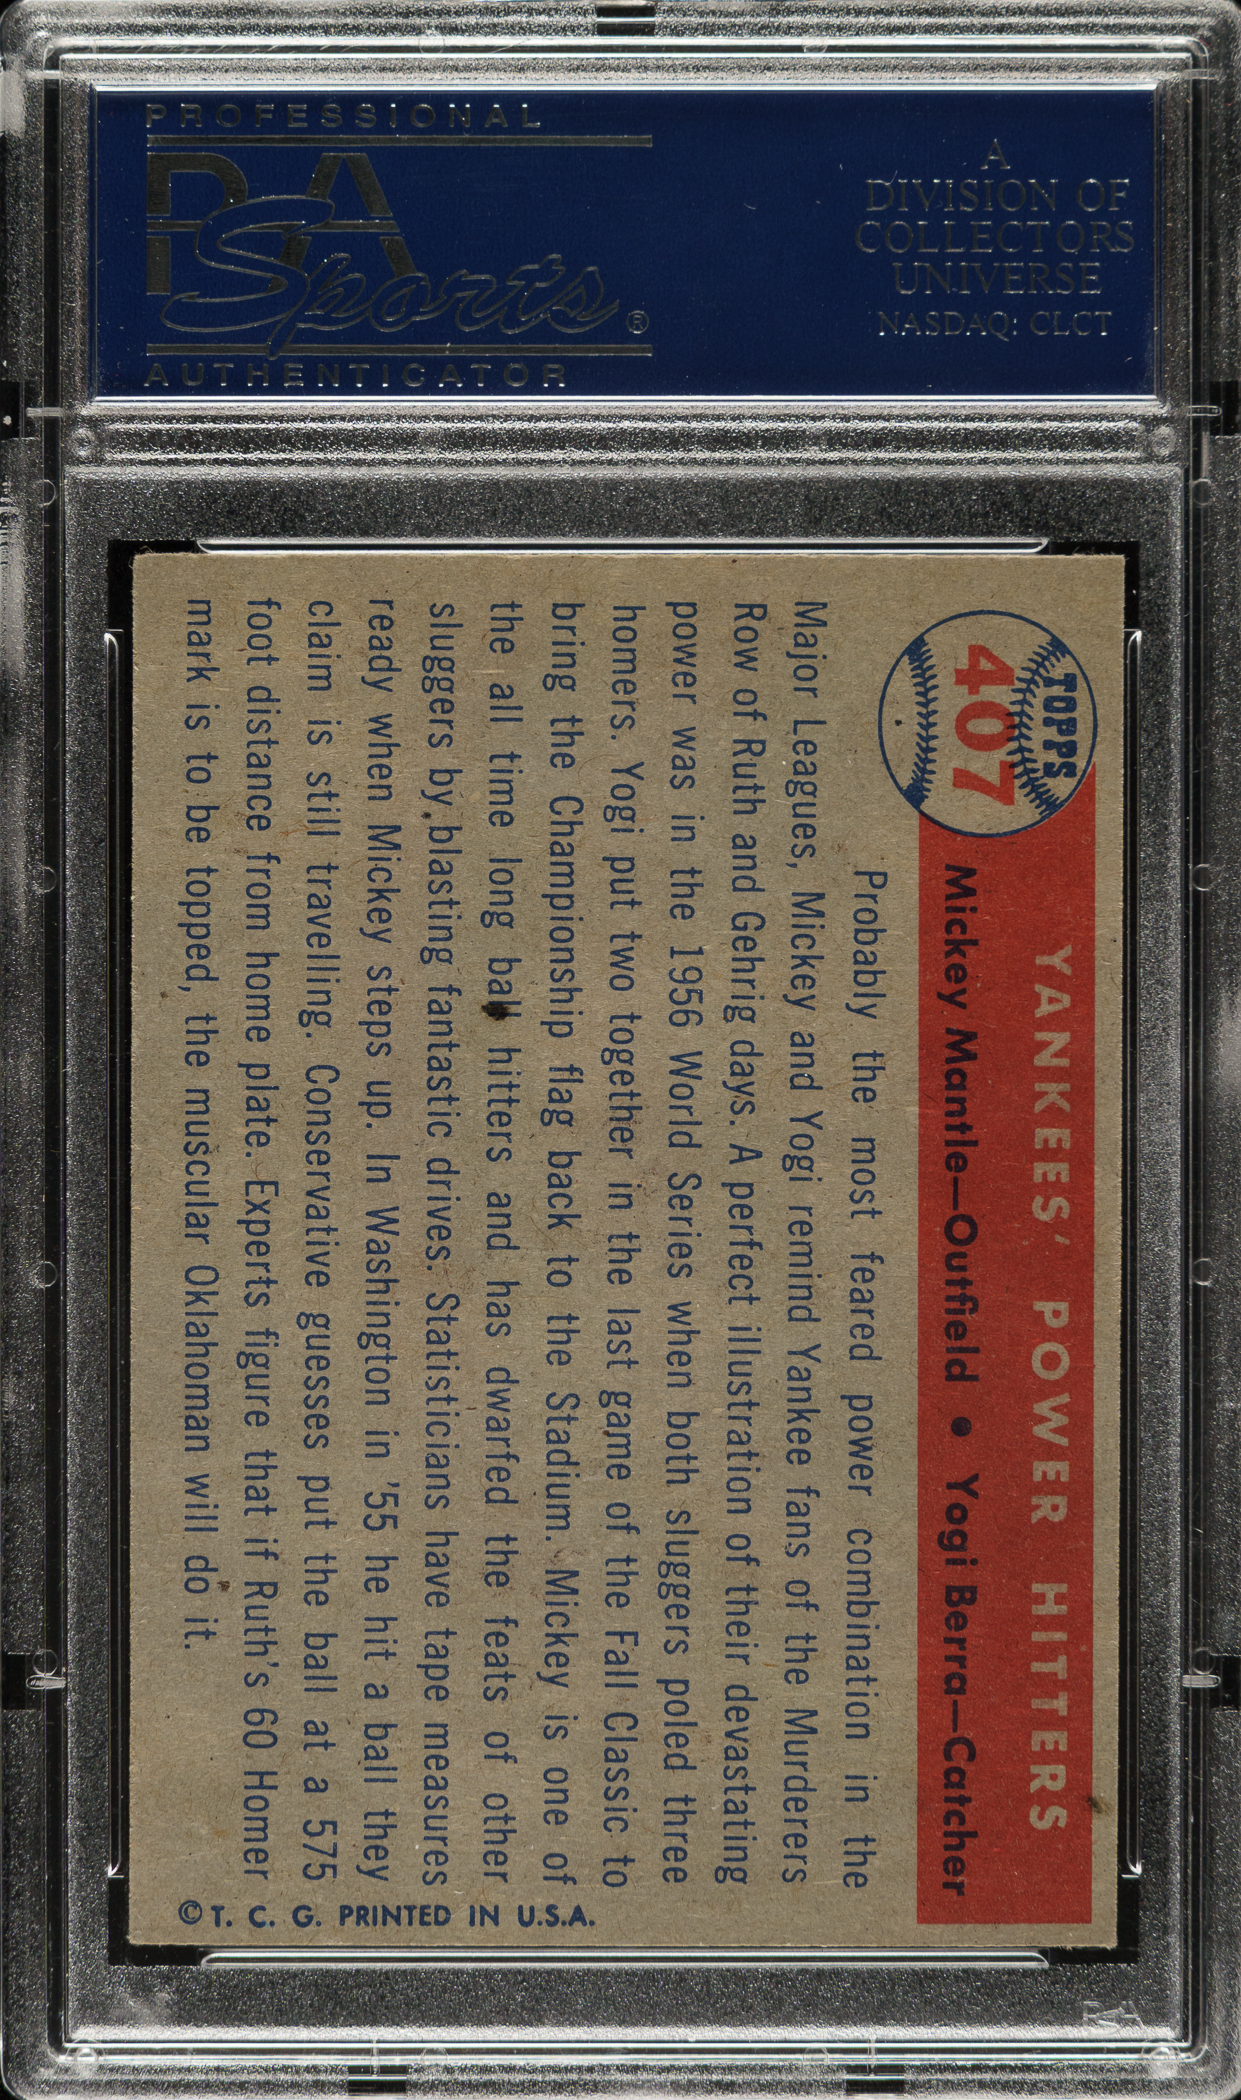 PROFESSIONAL
PSA
Sports®
AUTHENTICATOR
A
DIVISION OF
COLLECTORS
UNIVERSE
NASDAQ: CLCT
TOPPS
407
YANKEES' POWER HITTERS
Mickey Mantle—Outfield • Yogi Berra—Catcher
Probably the most feared power combination in the
Major Leagues, Mickey and Yogi remind Yankee fans of the Murderers
Row of Ruth and Gehrig days. A perfect illustration of their devastating
power was in the 1956 World Series when both sluggers poled three
homers. Yogi put two together in the last game of the Fall Classic to
bring the Championship flag back to the Stadium. Mickey is one of
the all time long ball hitters and has dwarfed the feats of other
sluggers by blasting fantastic drives. Statisticians have tape measures
ready when Mickey steps up. In Washington in '55 he hit a ball they
claim is still travelling. Conservative guesses put the ball at a 575
foot distance from home plate. Experts figure that if Ruth's 60 Homer
mark is to be topped, the muscular Oklahoman will do it.
© T. C. G. PRINTED IN U.S.A.
PSA